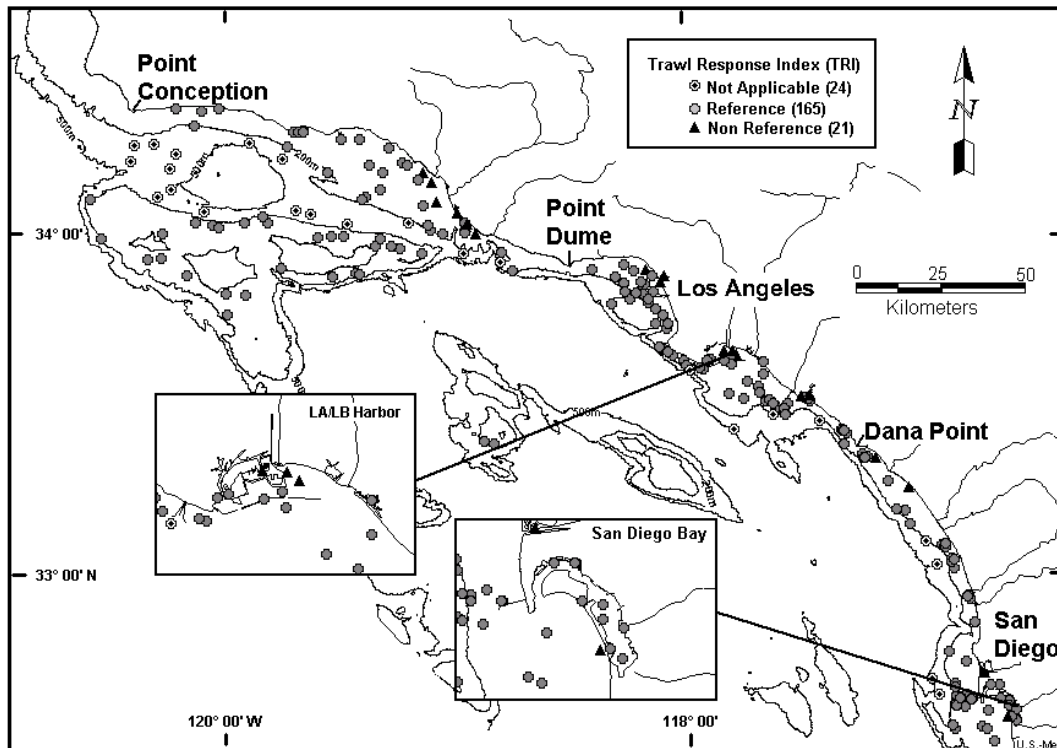 Point
Conception
Trawl Response Index (TRI)
Not Applicable (24)
Reference (165)
Non Reference (21)
N
500m
200m
34° 00'
Point
Dume
Los Angeles
0 25 50
Kilometers
LA/LB Harbor
500m
Dana Point
200m
San Diego Bay
33° 00' N
San
Diego
120° 00' W
118° 00'